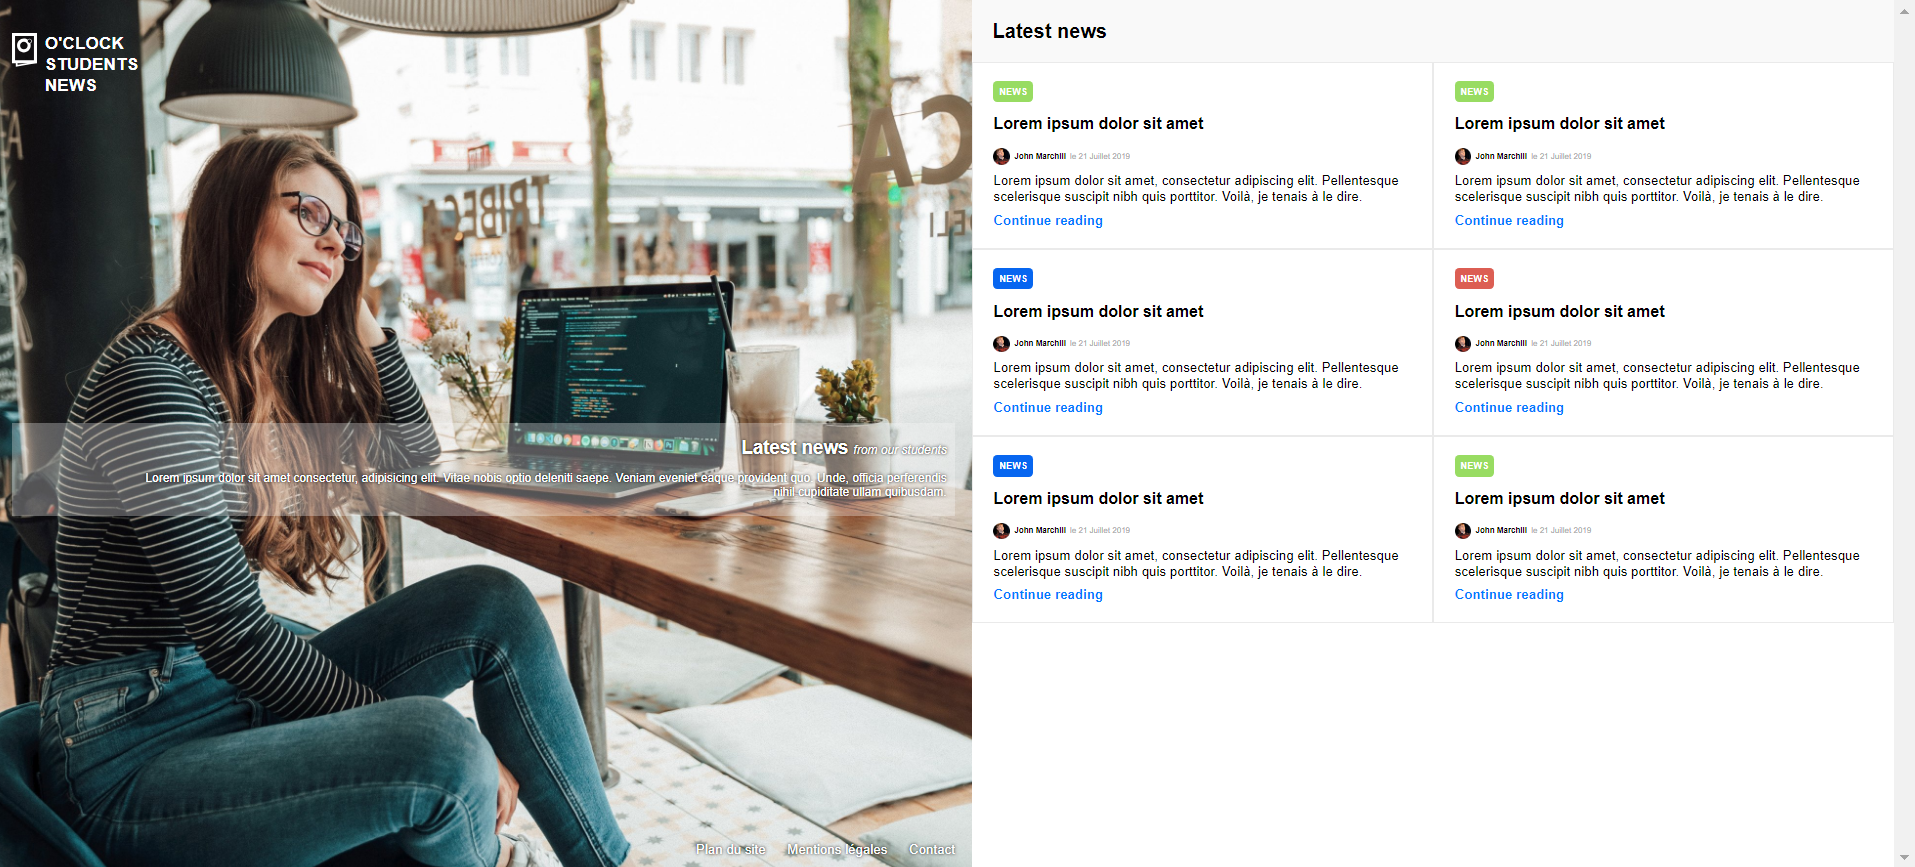 O'CLOCK
STUDENTS
NEWS
TRIBECA
CA
ELI
Latest news from our students
Lorem ipsum dolor sit amet consectetur, adipisicing elit. Vitae nobis optio deleniti saepe. Veniam eveniet eaque provident quo. Unde, officia perferendis
nihil cupiditate ullam quibusdam.
Plan du site Mentions légales Contact
Latest news
NEWS
Lorem ipsum dolor sit amet
John Marchill le 21 Juillet 2019
Lorem ipsum dolor sit amet, consectetur adipiscing elit. Pellentesque
scelerisque suscipit nibh quis porttitor. Voilà, je tenais à le dire.
Continue reading
NEWS
Lorem ipsum dolor sit amet
John Marchill le 21 Juillet 2019
Lorem ipsum dolor sit amet, consectetur adipiscing elit. Pellentesque
scelerisque suscipit nibh quis porttitor. Voilà, je tenais à le dire.
Continue reading
NEWS
Lorem ipsum dolor sit amet
John Marchill le 21 Juillet 2019
Lorem ipsum dolor sit amet, consectetur adipiscing elit. Pellentesque
scelerisque suscipit nibh quis porttitor. Voilà, je tenais à le dire.
Continue reading
NEWS
Lorem ipsum dolor sit amet
John Marchill le 21 Juillet 2019
Lorem ipsum dolor sit amet, consectetur adipiscing elit. Pellentesque
scelerisque suscipit nibh quis porttitor. Voilà, je tenais à le dire.
Continue reading
NEWS
Lorem ipsum dolor sit amet
John Marchill le 21 Juillet 2019
Lorem ipsum dolor sit amet, consectetur adipiscing elit. Pellentesque
scelerisque suscipit nibh quis porttitor. Voilà, je tenais à le dire.
Continue reading
NEWS
Lorem ipsum dolor sit amet
John Marchill le 21 Juillet 2019
Lorem ipsum dolor sit amet, consectetur adipiscing elit. Pellentesque
scelerisque suscipit nibh quis porttitor. Voilà, je tenais à le dire.
Continue reading